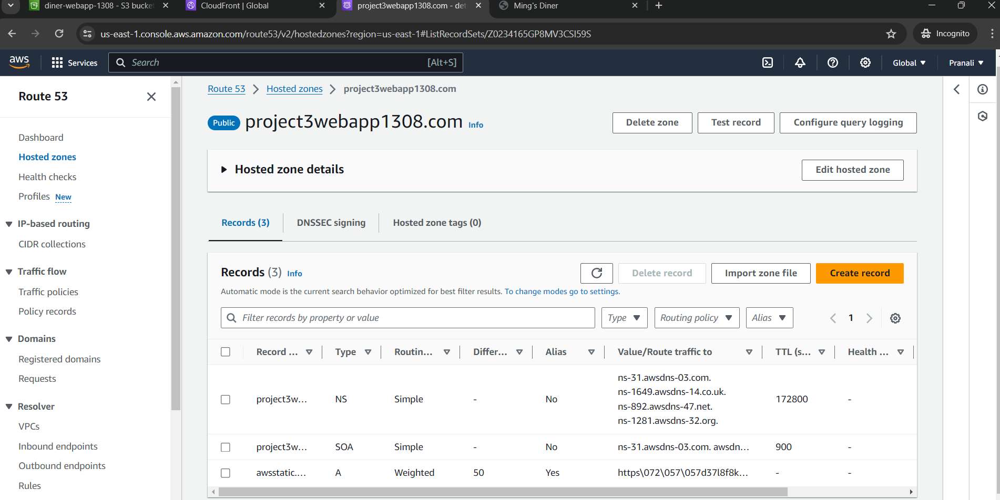 diner-webapp-1308 - S3 bucket
CloudFront | Global
project3webapp1308.com - det
Ming's Diner
us-east-1.console.aws.amazon.com/route53/v2/hostedzones?region=us-east-1#ListRecordSets/Z0234165GP8MV3CSI59S
Incognito
aws
Services
Search
[Alt+S]
Global
Pranali
Route 53
Dashboard
Hosted zones
Health checks
Profiles New
IP-based routing
CIDR collections
Traffic flow
Traffic policies
Policy records
Domains
Registered domains
Requests
Resolver
VPCs
Inbound endpoints
Outbound endpoints
Rules
Route 53 > Hosted zones > project3webapp1308.com
Public project3webapp1308.com Info
Delete zone
Test record
Configure query logging
Hosted zone details
Edit hosted zone
Records (3)
DNSSEC signing
Hosted zone tags (0)
Records (3) Info
Delete record
Import zone file
Create record
Automatic mode is the current search behavior optimized for best filter results. To change modes go to settings.
Filter records by property or value
Type
Routing policy
Alias
1
Record ... Type Routin... Differ... Alias Value/Route traffic to TTL (s... Health ...
ns-31.awsdns-03.com.
ns-1649.awsdns-14.co.uk.
project3w... NS Simple - No 172800 -
ns-892.awsdns-47.net.
ns-1281.awsdns-32.org.
project3w... SOA Simple - No ns-31.awsdns-03.com. awsdn... 900 -
awsstatic.... A Weighted 50 Yes https\072\057\057d37l8f8k... - -